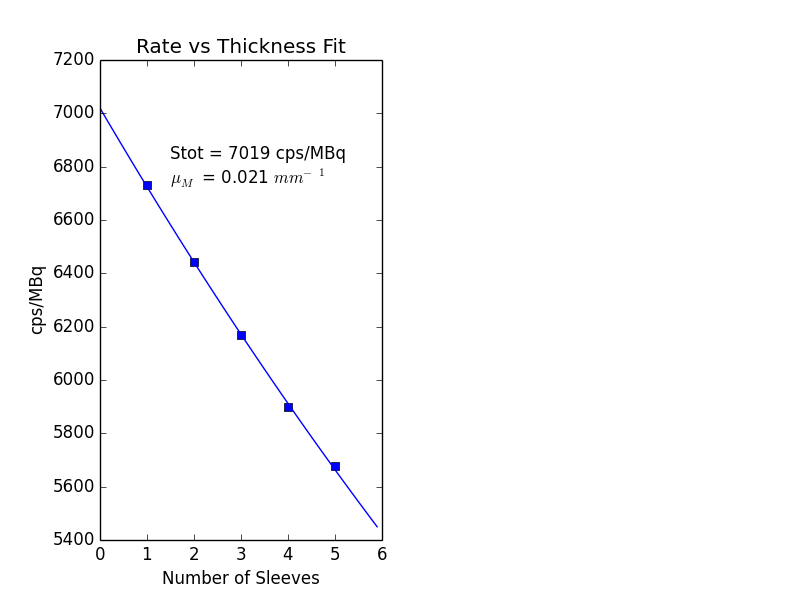 Rate vs Thickness Fit
7200
7000
6800
6600
6400
6200
6000
5800
5600
5400
cps/MBq
Stot = 7019 cps/MBq
μ_M = 0.021 mm⁻¹
0 1 2 3 4 5 6
Number of Sleeves